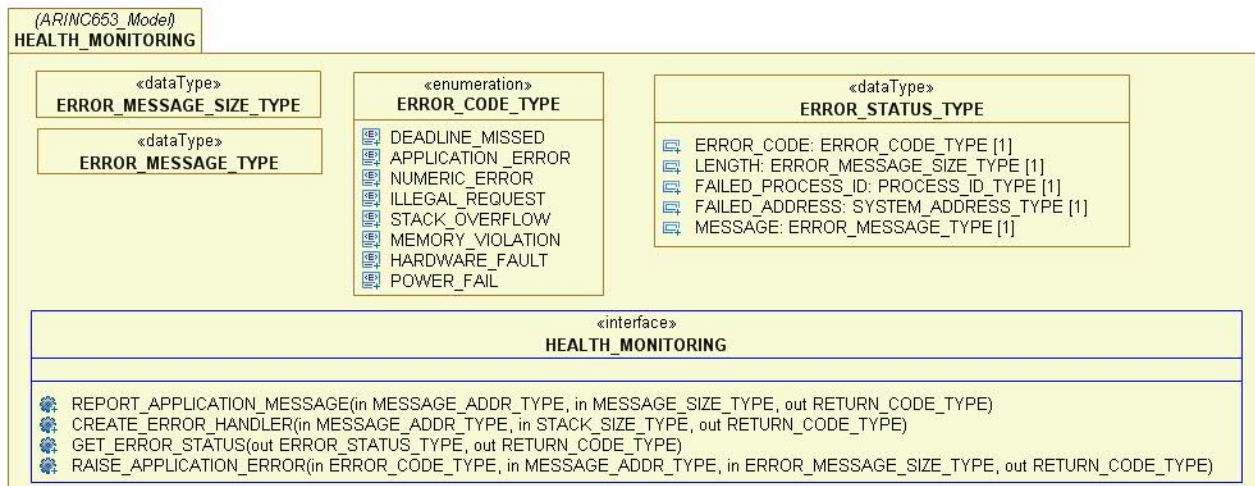 (ARINC653_Model)
HEALTH_MONITORING
«dataType»
ERROR_MESSAGE_SIZE_TYPE
«dataType»
ERROR_MESSAGE_TYPE
«enumeration»
ERROR_CODE_TYPE
DEADLINE_MISSED
APPLICATION _ERROR
NUMERIC_ERROR
ILLEGAL_REQUEST
STACK_OVERFLOW
MEMORY_VIOLATION
HARDWARE_FAULT
POWER_FAIL
«dataType»
ERROR_STATUS_TYPE
ERROR_CODE: ERROR_CODE_TYPE [1]
LENGTH: ERROR_MESSAGE_SIZE_TYPE [1]
FAILED_PROCESS_ID: PROCESS_ID_TYPE [1]
FAILED_ADDRESS: SYSTEM_ADDRESS_TYPE [1]
MESSAGE: ERROR_MESSAGE_TYPE [1]
«interface»
HEALTH_MONITORING
REPORT_APPLICATION_MESSAGE(in MESSAGE_ADDR_TYPE, in MESSAGE_SIZE_TYPE, out RETURN_CODE_TYPE)
CREATE_ERROR_HANDLER(in MESSAGE_ADDR_TYPE, in STACK_SIZE_TYPE, out RETURN_CODE_TYPE)
GET_ERROR_STATUS(out ERROR_STATUS_TYPE, out RETURN_CODE_TYPE)
RAISE_APPLICATION_ERROR(in ERROR_CODE_TYPE, in MESSAGE_ADDR_TYPE, in ERROR_MESSAGE_SIZE_TYPE, out RETURN_CODE_TYPE)